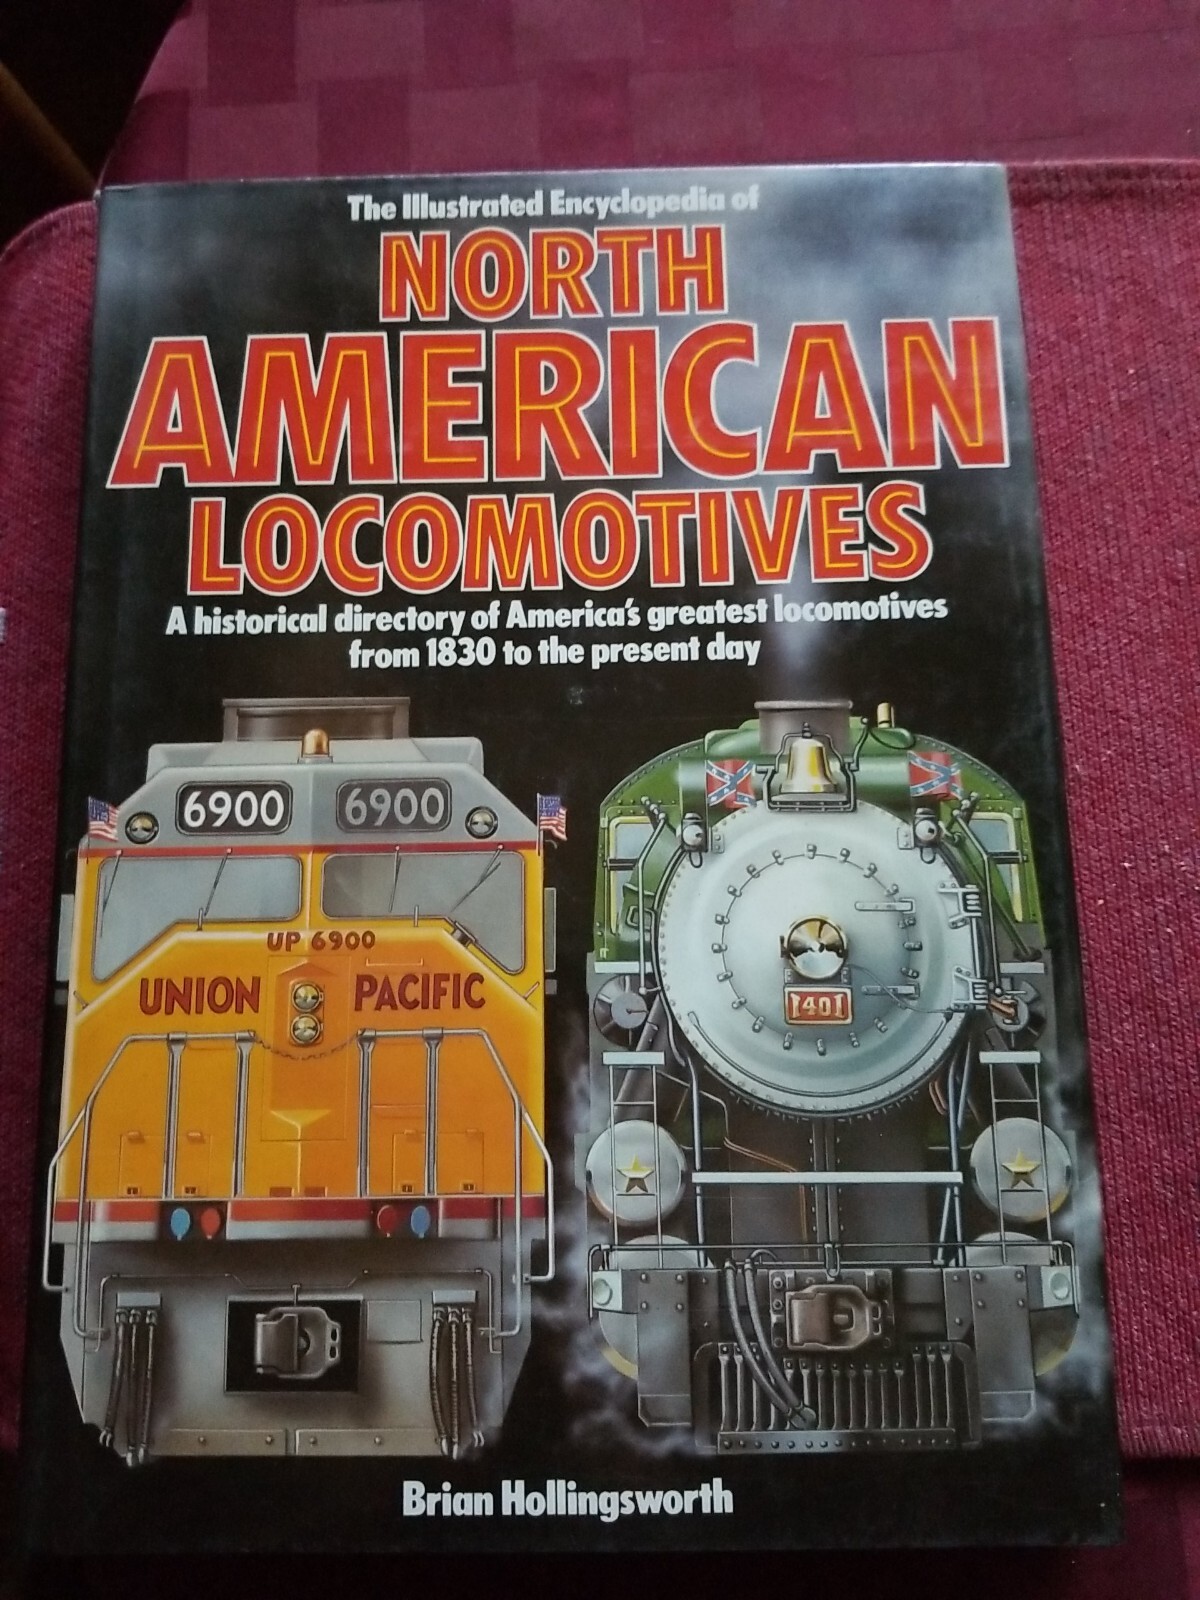 The Illustrated Encyclopedia of
NORTH
AMERICAN
LOCOMOTIVES
A historical directory of America's greatest locomotives
from 1830 to the present day
6900 6900
UP 6900
UNION PACIFIC
1401
Brian Hollingsworth